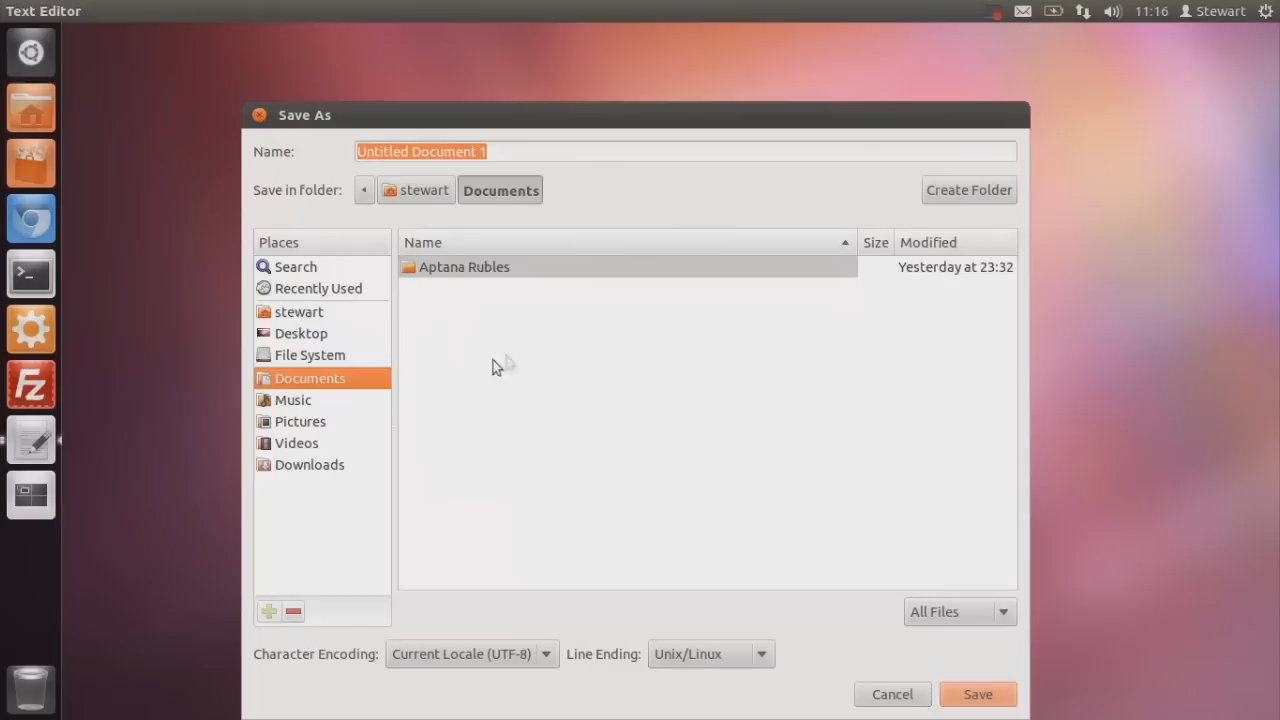 Text Editor
11:16 Stewart
Save As
Name: Untitled Document 1
Save in folder: stewart Documents Create Folder
Places Name Size Modified
Search Aptana Rubles Yesterday at 23:32
Recently Used
stewart
Desktop
File System
Documents
Music
Pictures
Videos
Downloads
All Files
Character Encoding: Current Locale (UTF-8) Line Ending: Unix/Linux
Cancel Save